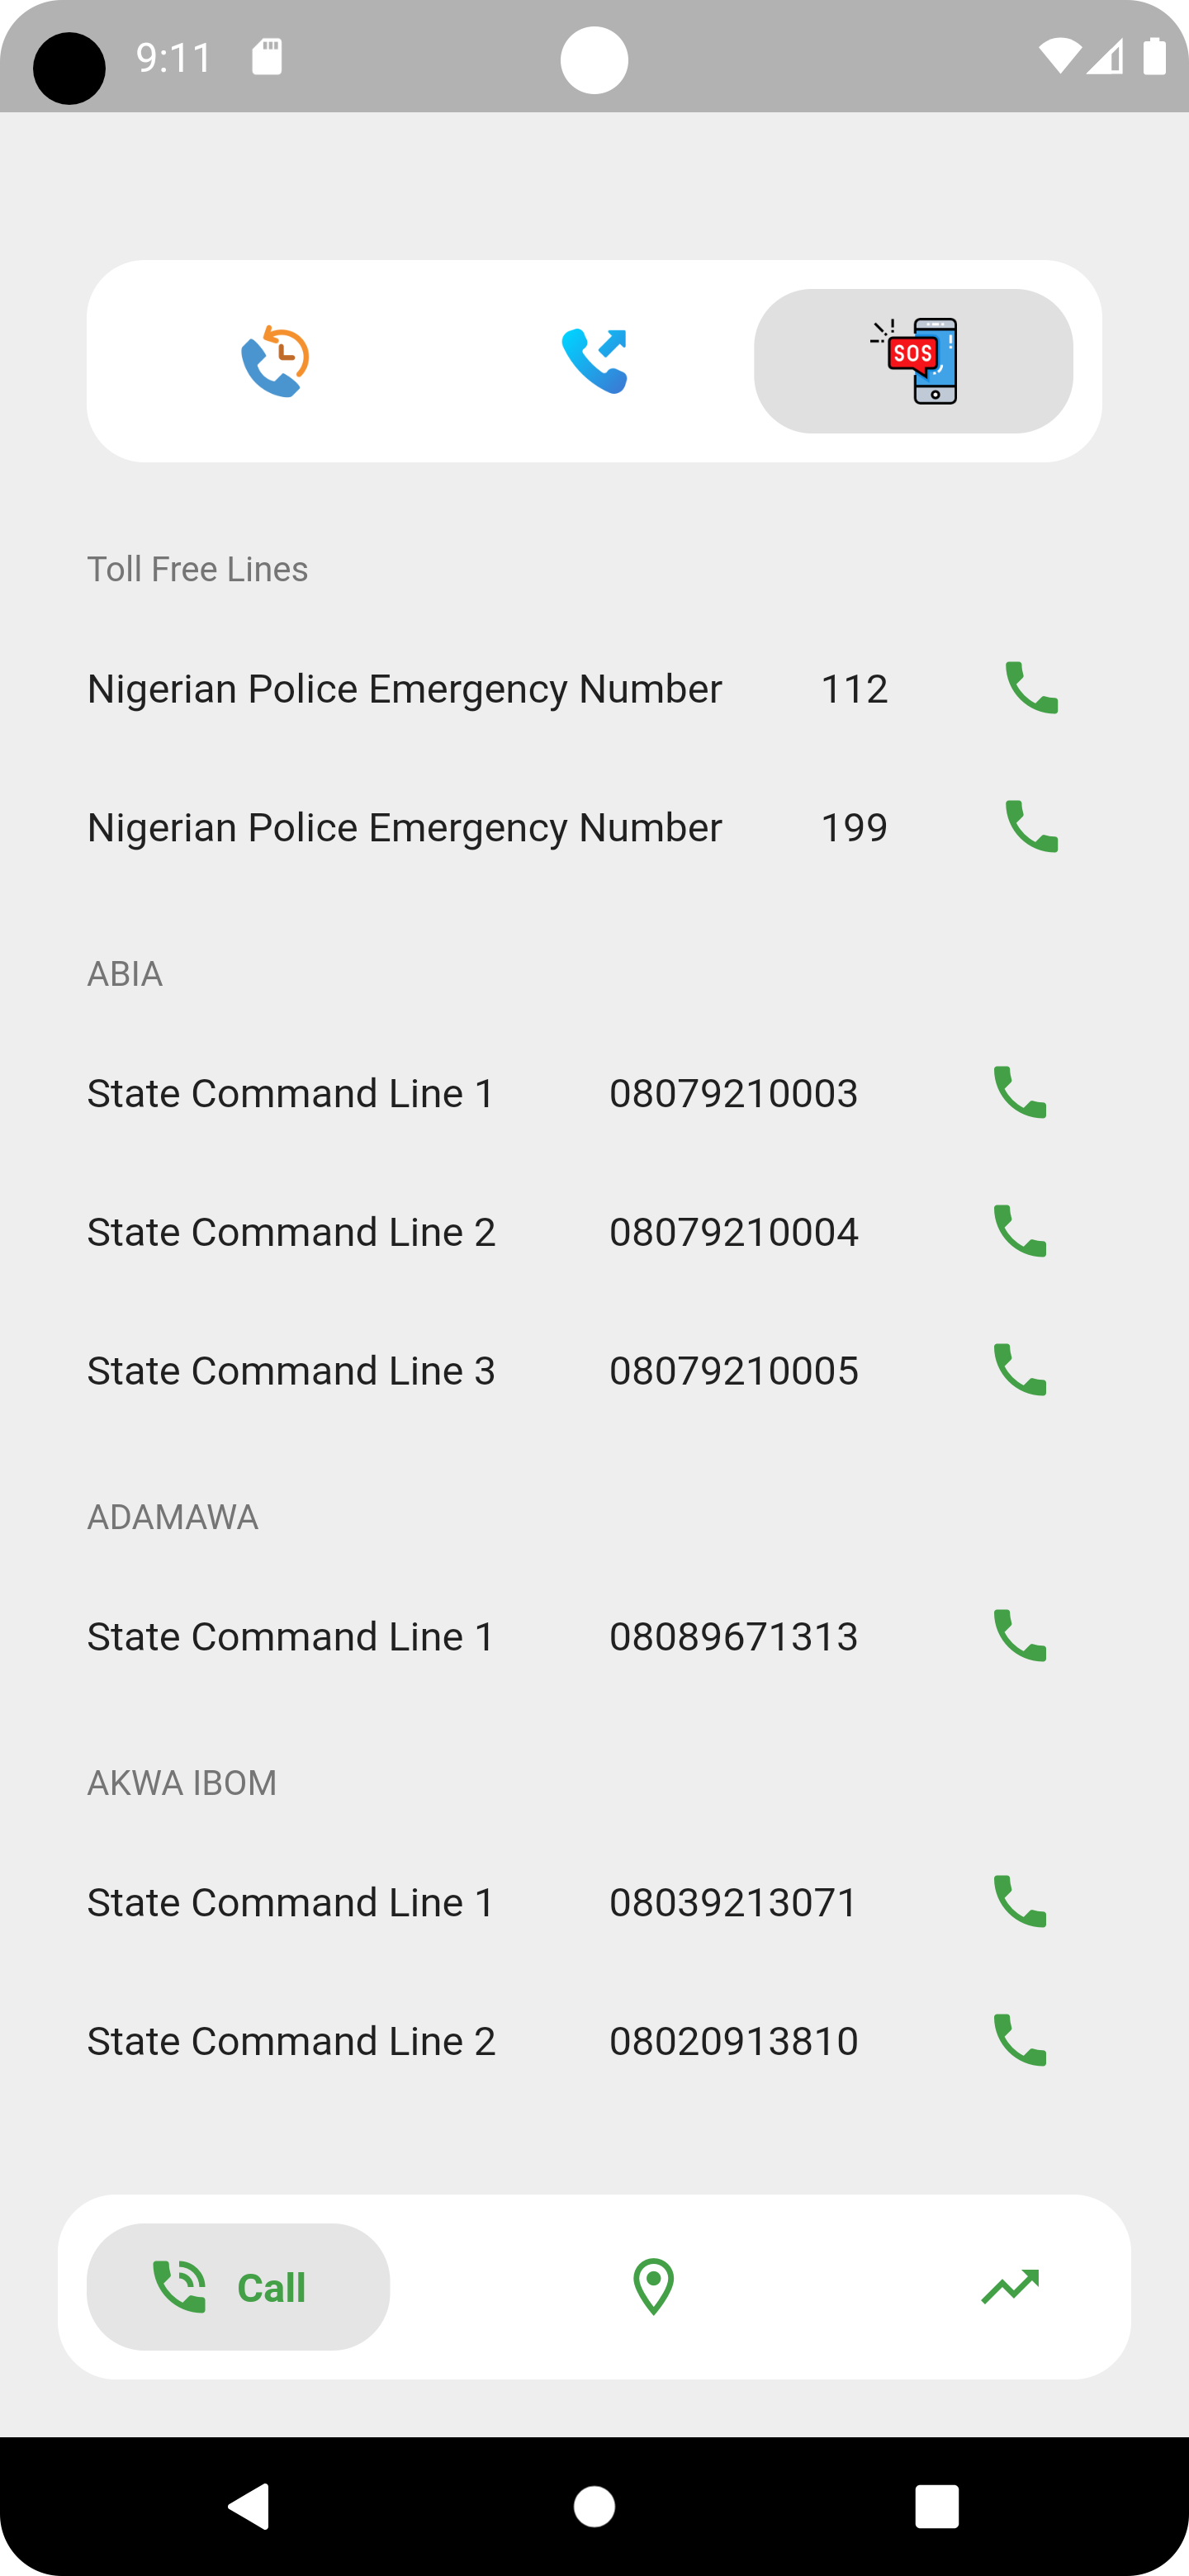 9:11
SOS
Toll Free Lines
Nigerian Police Emergency Number 112
Nigerian Police Emergency Number 199
ABIA
State Command Line 1 08079210003
State Command Line 2 08079210004
State Command Line 3 08079210005
ADAMAWA
State Command Line 1 08089671313
AKWA IBOM
State Command Line 1 08039213071
State Command Line 2 08020913810
Call